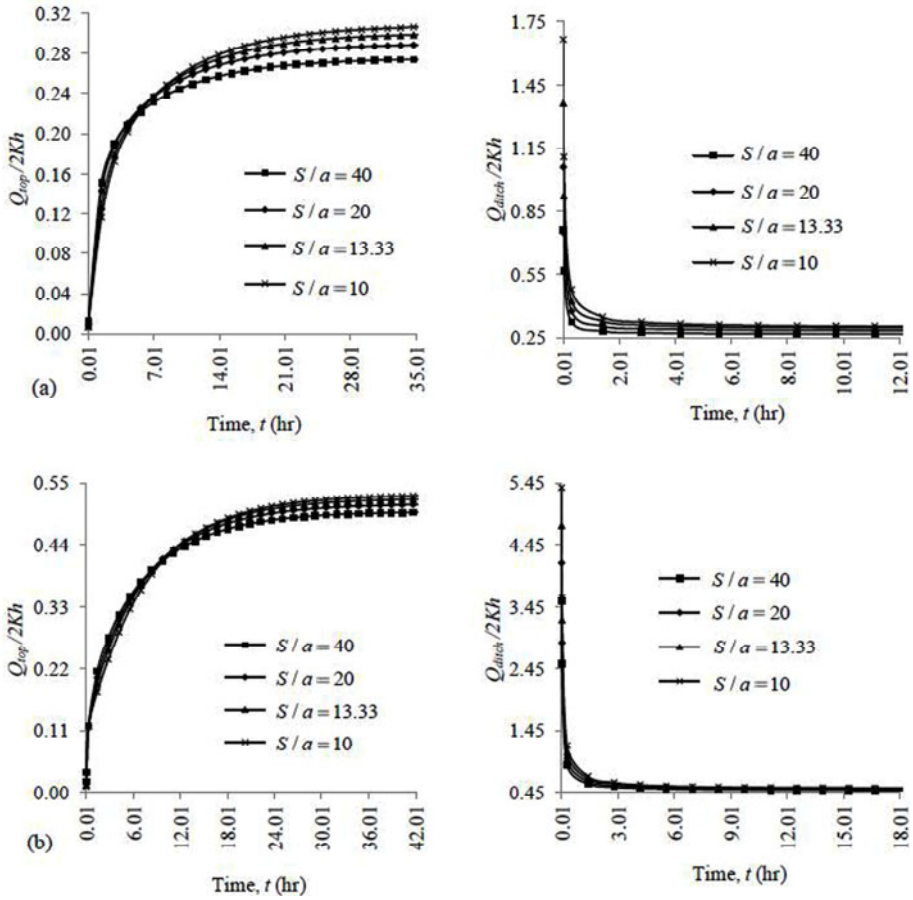 0.32
0.28
0.24
0.20
0.16
0.12
0.08
0.04
0.00
Q_top/2Kh
S/a=40
S/a=20
S/a=13.33
S/a=10
0.01
7.01
14.01
21.01
28.01
35.01
(a)
Time, t (hr)
1.75
1.45
1.15
0.85
0.55
0.25
Q_ditch/2Kh
S/a=40
S/a=20
S/a=13.33
S/a=10
0.01
2.01
4.01
6.01
8.01
10.01
12.01
Time, t (hr)
0.55
0.44
0.33
0.22
0.11
0.00
Q_top/2Kh
S/a=40
S/a=20
S/a=13.33
S/a=10
0.01
6.01
12.01
18.01
24.01
30.01
36.01
42.01
(b)
Time, t (hr)
5.45
4.45
3.45
2.45
1.45
0.45
Q_ditch/2Kh
S/a=40
S/a=20
S/a=13.33
S/a=10
0.01
3.01
6.01
9.01
12.01
15.01
18.01
Time, t (hr)